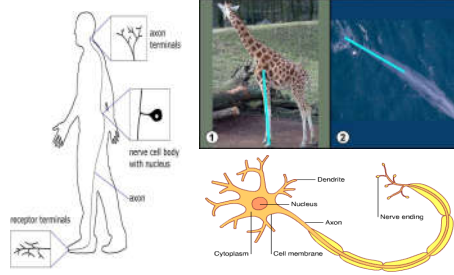 axon
terminals
nerve cell body
with nucleus
axon
receptor terminals
1
2
Dendrite
Nucleus
Axon
Nerve ending
Cytoplasm
Cell membrane